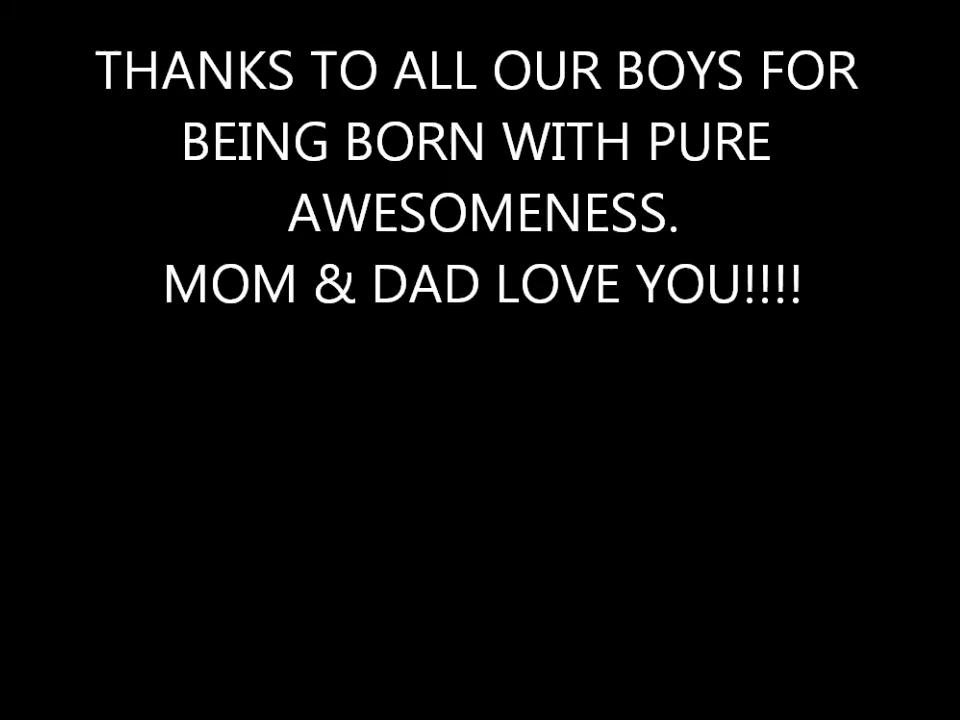 THANKS TO ALL OUR BOYS FOR
BEING BORN WITH PURE
AWESOMENESS.
MOM & DAD LOVE YOU!!!!